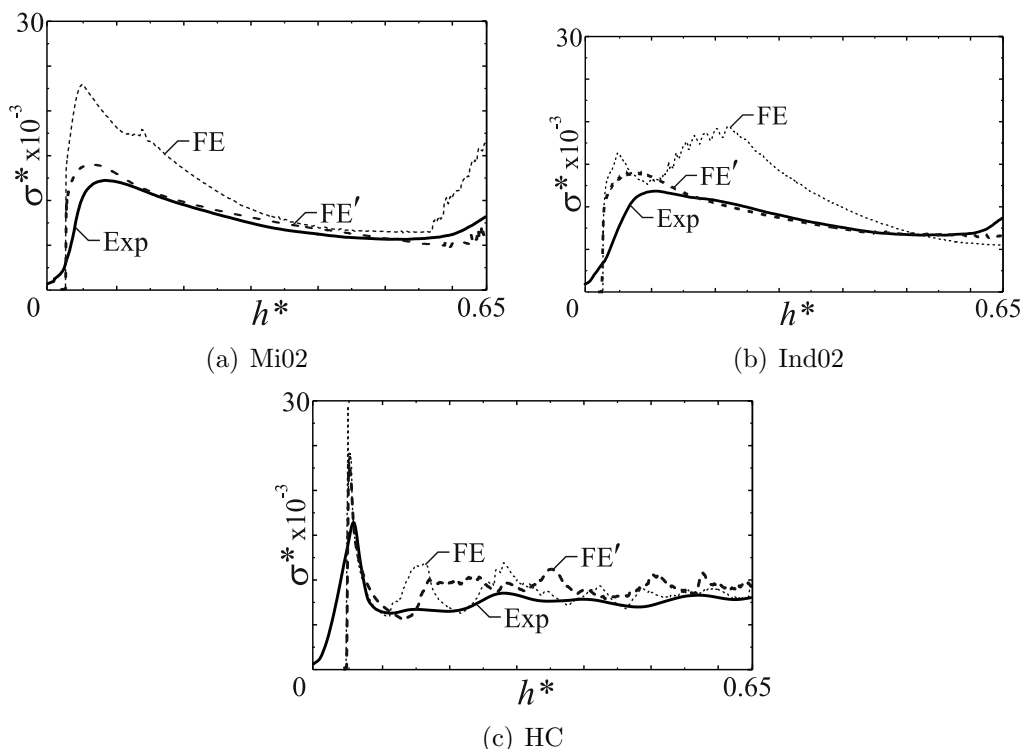 30
σ* x10⁻³
FE
FE′
Exp
0
h*
0.65
(a) Mi02
30
σ* x10⁻³
FE
FE′
Exp
0
h*
0.65
(b) Ind02
30
σ* x10⁻³
FE
FE′
Exp
0
h*
0.65
(c) HC